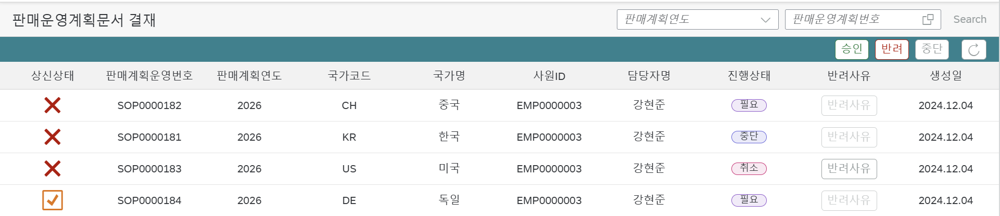 판매운영계획문서 결재 판매계획연도 판매운영계획번호 Search
승인 반려 중단
상신상태 판매계획운영번호 판매계획연도 국가코드 국가명 사원ID 담당자명 진행상태 반려사유 생성일
SOP0000182 2026 CH 중국 EMP0000003 강현준 필요 반려사유 2024.12.04
SOP0000181 2026 KR 한국 EMP0000003 강현준 중단 반려사유 2024.12.04
SOP0000183 2026 US 미국 EMP0000003 강현준 취소 반려사유 2024.12.04
SOP0000184 2026 DE 독일 EMP0000003 강현준 필요 반려사유 2024.12.04